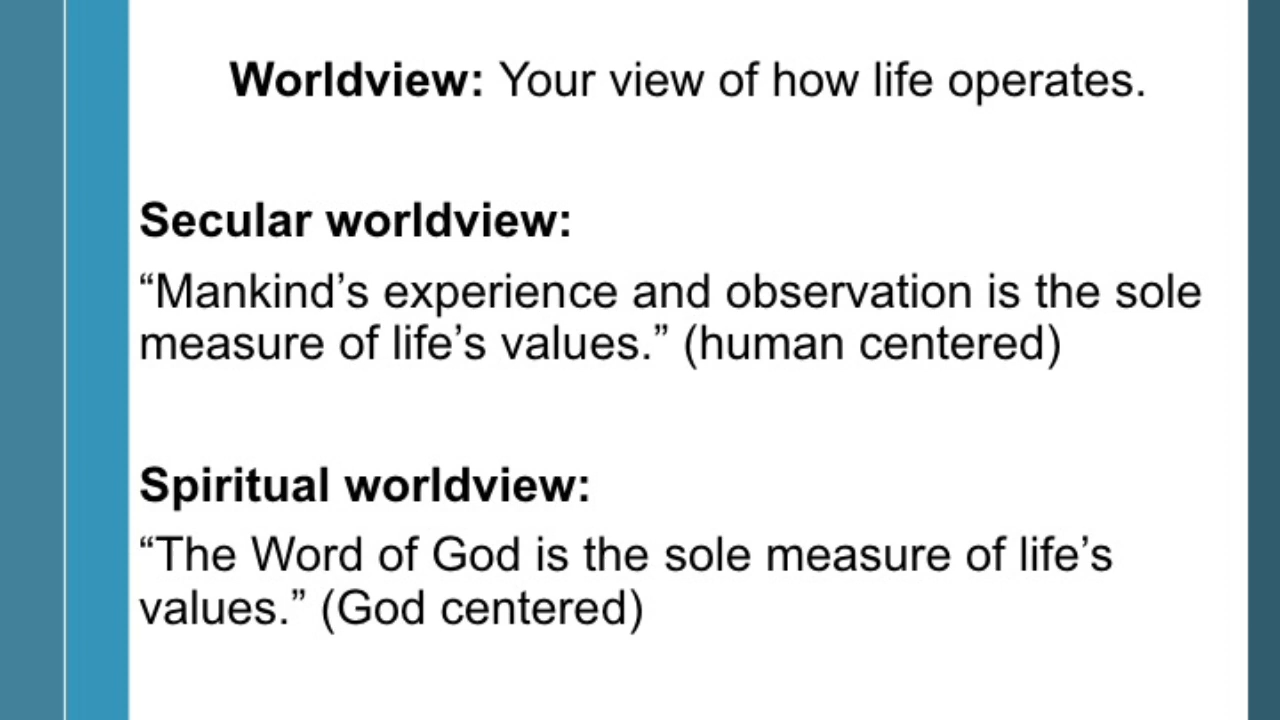 Worldview: Your view of how life operates.
Secular worldview:
“Mankind’s experience and observation is the sole
measure of life’s values.” (human centered)
Spiritual worldview:
“The Word of God is the sole measure of life’s
values.” (God centered)